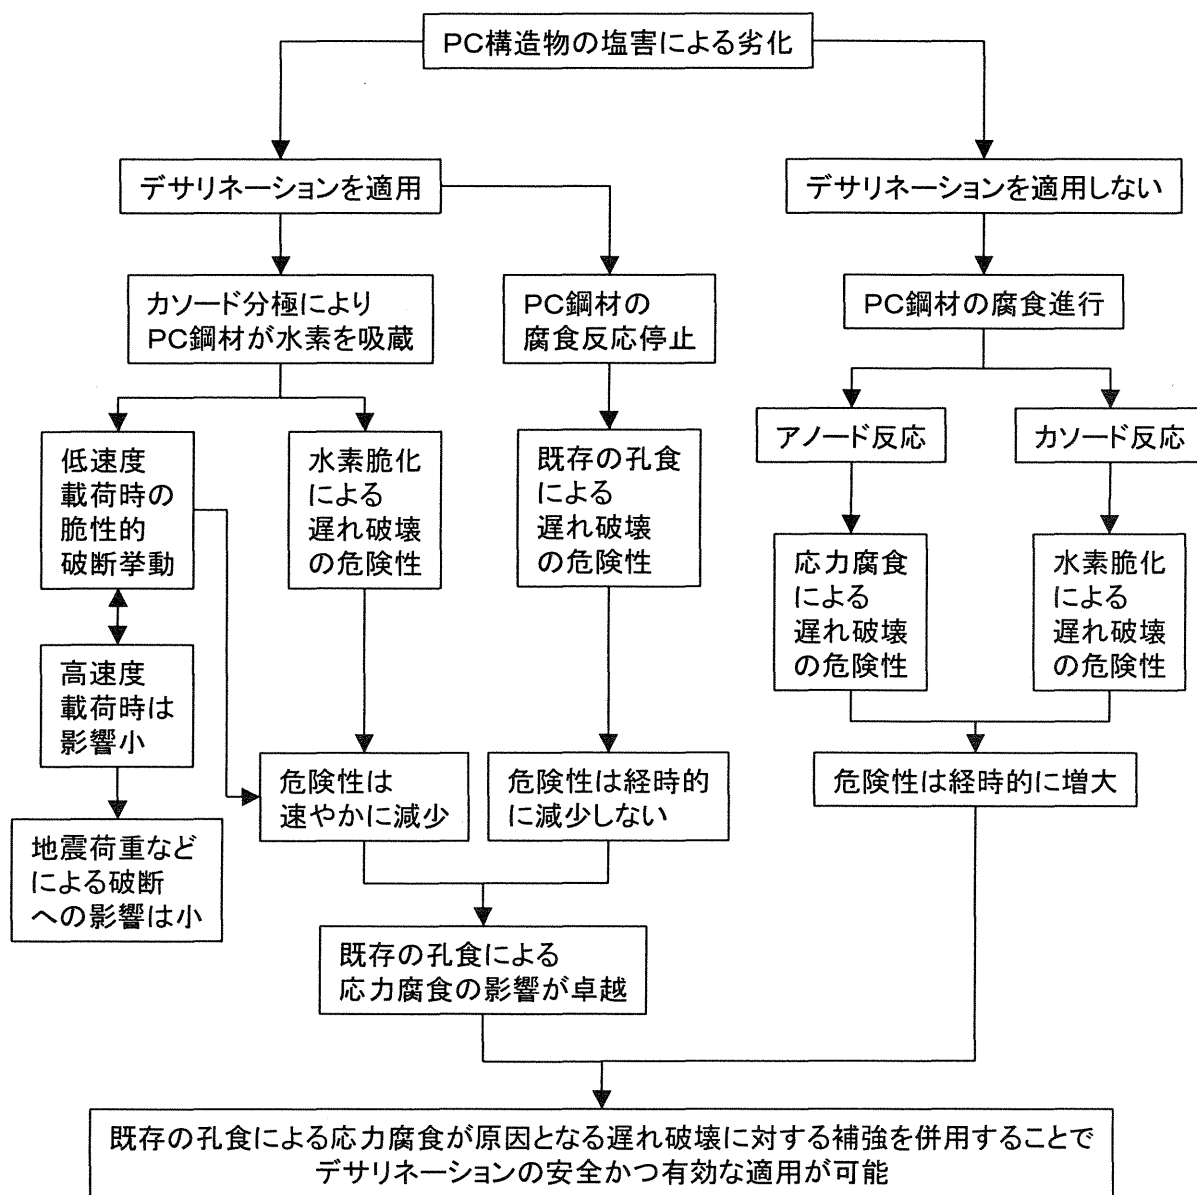 PC構造物の塩害による劣化
デサリネーションを適用
デサリネーションを適用しない
カソード分極により
PC鋼材が水素を吸蔵
PC鋼材の
腐食反応停止
PC鋼材の腐食進行
低速度
載荷時の
脆性的
破断挙動
水素脆化
による
遅れ破壊
の危険性
既存の孔食
による
遅れ破壊
の危険性
アノード反応
カソード反応
応力腐食
による
遅れ破壊
の危険性
水素脆化
による
遅れ破壊
の危険性
高速度
載荷時は
影響小
危険性は
速やかに減少
危険性は経時的
に減少しない
危険性は経時的に増大
地震荷重など
による破断
への影響は小
既存の孔食による
応力腐食の影響が卓越
既存の孔食による応力腐食が原因となる遅れ破壊に対する補強を併用することで
デサリネーションの安全かつ有効な適用が可能